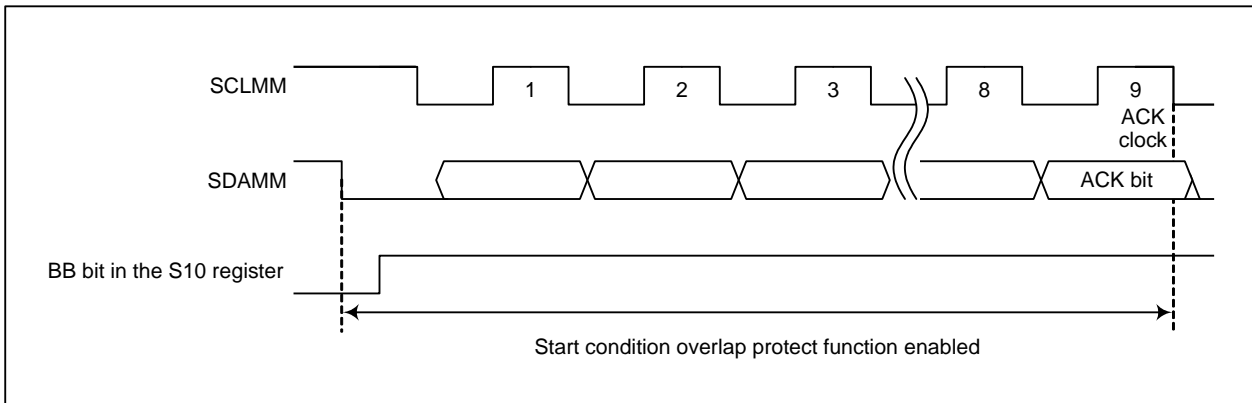 SCLMM
1
2
3
8
9
ACK
clock
SDAMM
ACK bit
BB bit in the S10 register
Start condition overlap protect function enabled